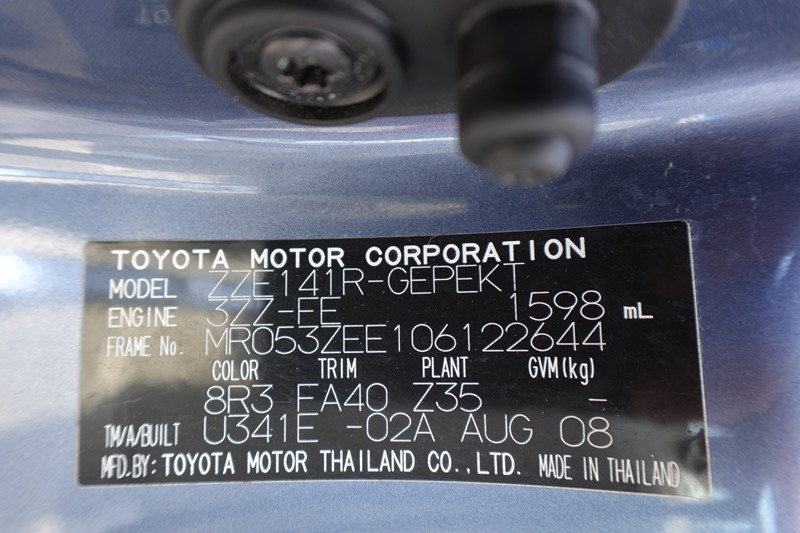 TOYOTA MOTOR CORPORATION
MODEL ZZE141R-GEPEKT
ENGINE 3ZZ-FE 1598 mL
FRAME No. MR053ZEE106122644
COLOR TRIM PLANT GVM(kg)
8R3 FA40 Z35 -
TM/A/BUILT U341E -02A AUG 08
MFD.BY: TOYOTA MOTOR THAILAND CO.,LTD. MADE IN THAILAND